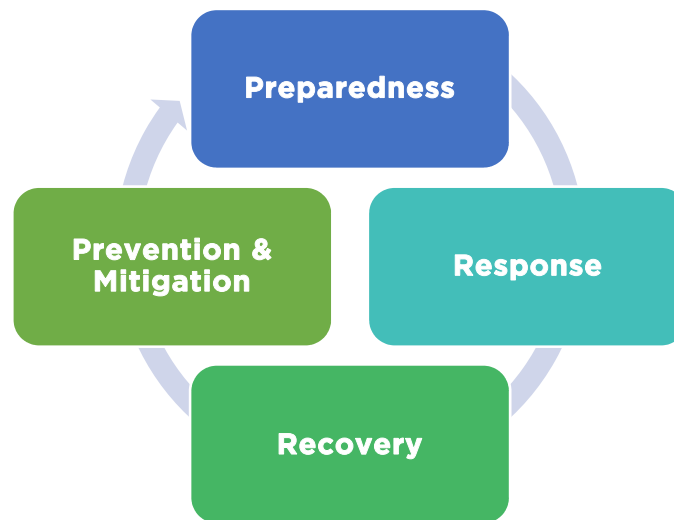 Preparedness
Prevention &
Mitigation
Response
Recovery